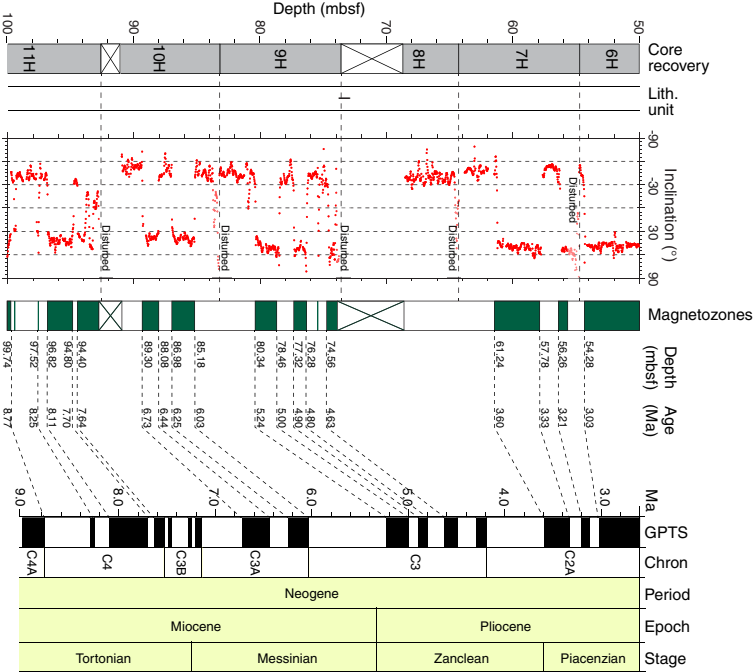 Depth (mbsf)
100
90
80
70
60
50
Core recovery
11H
10H
9H
8H
7H
6H
Lith. unit
I
-90
-30
30
90
Inclination (°)
Disturbed
Disturbed
Disturbed
Disturbed
Disturbed
Magnetozones
Depth (mbsf)
99.74
97.52
96.82
94.80
94.40
89.30
88.08
86.98
85.18
80.34
78.46
77.32
76.28
74.56
61.24
57.78
56.26
54.28
Age (Ma)
8.77
8.25
8.11
7.70
7.64
6.73
6.44
6.25
6.03
5.24
5.00
4.90
4.80
4.63
3.60
3.33
3.21
3.03
Ma
9.0
8.0
7.0
6.0
5.0
4.0
3.0
GPTS
C4A
C4
C3B
C3A
C3
C2A
Chron
Neogene
Period
Miocene
Pliocene
Epoch
Tortonian
Messinian
Zanclean
Piacenzian
Stage